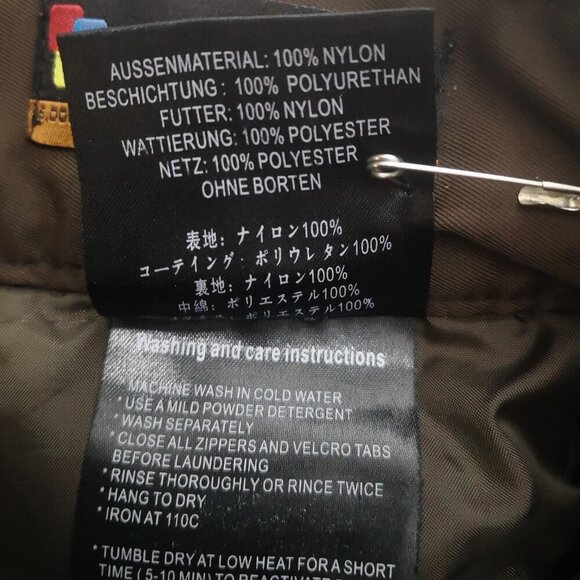 AUSSENMATERIAL: 100% NYLON
BESCHICHTUNG : 100% POLYURETHAN
FUTTER: 100% NYLON
WATTIERUNG: 100% POLYESTER
NETZ: 100% POLYESTER
OHNE BORTEN
表地: ナイロン100%
コーティング: ポリウレタン100%
裏地: ナイロン100%
中綿: ポリエステル100%
Washing and care instructions
MACHINE WASH IN COLD WATER
* USE A MILD POWDER DETERGENT
* WASH SEPARATELY
* CLOSE ALL ZIPPERS AND VELCRO TABS
BEFORE LAUNDERING
* RINSE THOROUGHLY OR RINCE TWICE
* HANG TO DRY
* IRON AT 110C
* TUMBLE DRY AT LOW HEAT FOR A SHORT
TIME ( 5-10 MIN) TO REACTIVATE